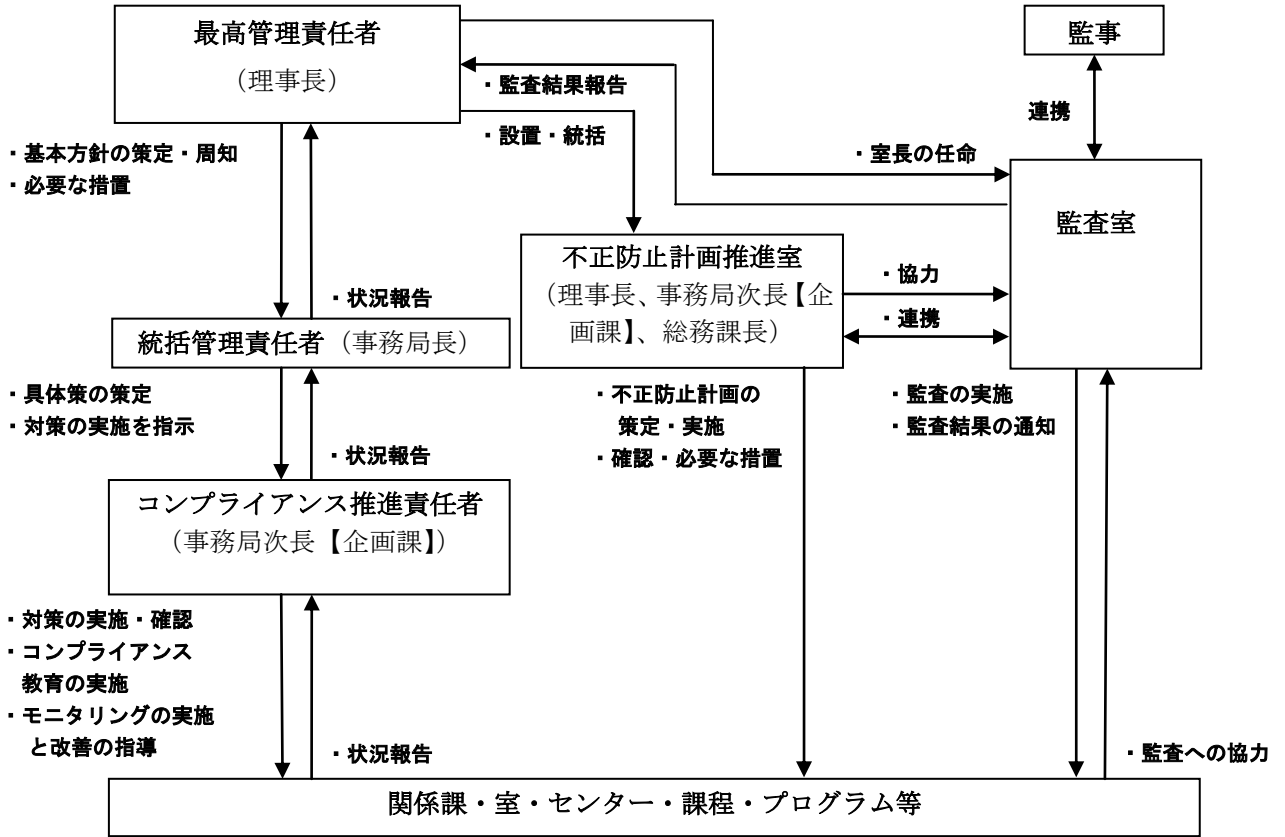 最高管理責任者
(理事長)
監事
・監査結果報告
・設置・統括
連携
・基本方針の策定・周知
・必要な措置
・室長の任命
監査室
不正防止計画推進室
(理事長、事務局次長【企
画課】、総務課長)
・協力
・連携
・状況報告
統括管理責任者(事務局長)
・具体策の策定
・対策の実施を指示
・不正防止計画の
策定・実施
・確認・必要な措置
・監査の実施
・監査結果の通知
・状況報告
コンプライアンス推進責任者
(事務局次長【企画課】)
・対策の実施・確認
・コンプライアンス
教育の実施
・モニタリングの実施
と改善の指導
・状況報告
・監査への協力
関係課・室・センター・課程・プログラム等